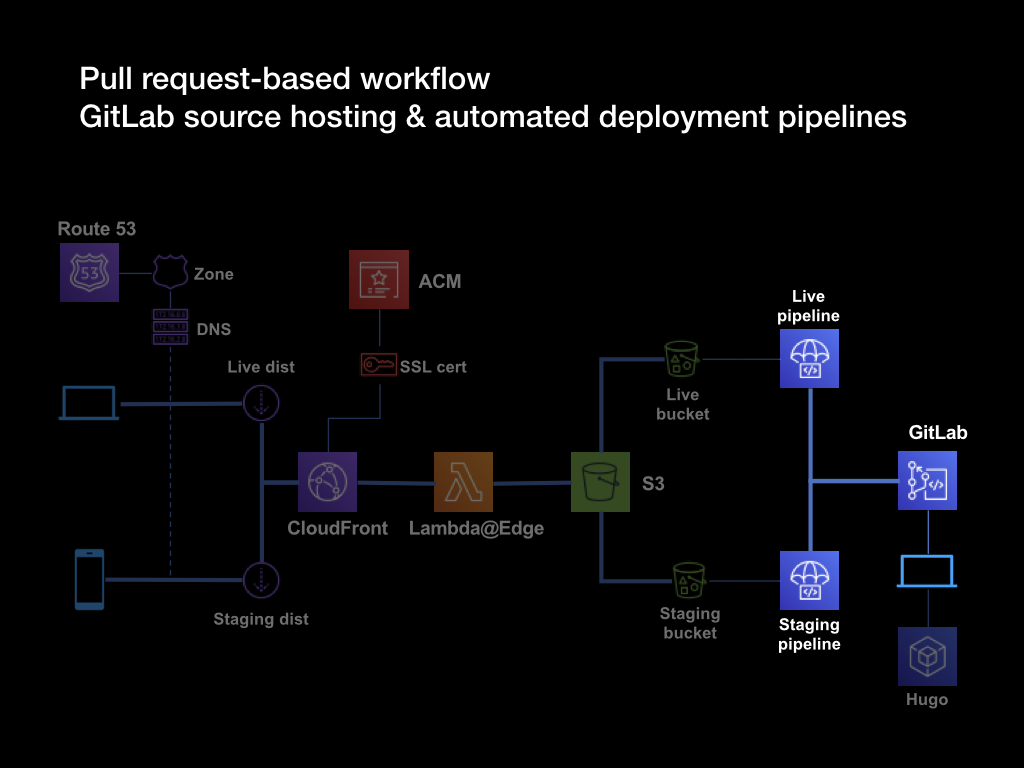 Pull request-based workflow
GitLab source hosting & automated deployment pipelines
Route 53
53
Zone
DNS
ACM
SSL cert
Live dist
Live
pipeline
Live
bucket
GitLab
CloudFront
Lambda@Edge
S3
Staging dist
Staging
bucket
Staging
pipeline
Hugo